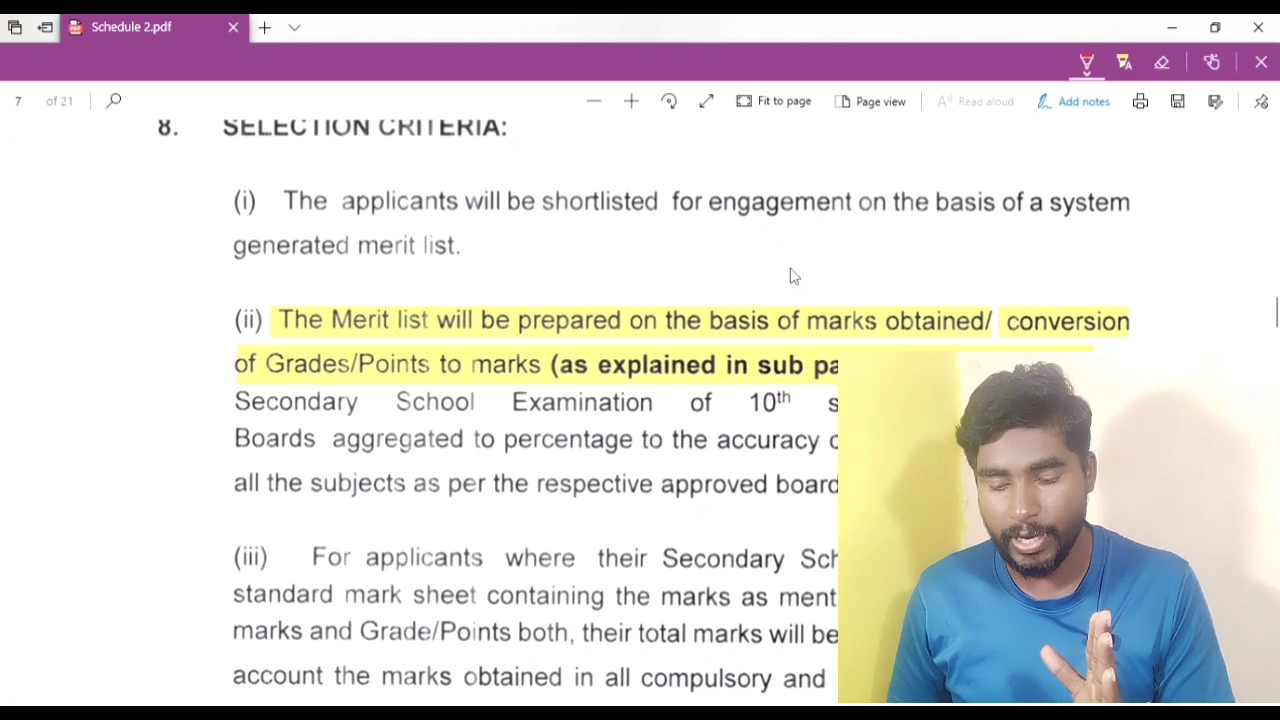 Schedule 2.pdf
7 of 21
Fit to page
Page view
Read aloud
Add notes
8. SELECTION CRITERIA:
(i) The applicants will be shortlisted for engagement on the basis of a system
generated merit list.
(ii) The Merit list will be prepared on the basis of marks obtained/ conversion
of Grades/Points to marks (as explained in sub
Secondary School Examination of 10th
Boards aggregated to percentage to the accuracy
all the subjects as per the respective approved board
(iii) For applicants where their Secondary
standard mark sheet containing the marks as
marks and Grade/Points both, their total marks will be
account the marks obtained in all compulsory and